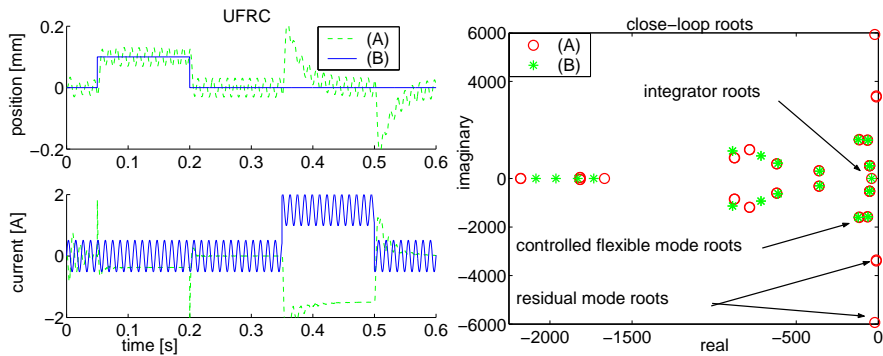 UFRC
position [mm]
0.2
0
−0.2
0 0.1 0.2 0.3 0.4 0.5 0.6
(A)
(B)
current [A]
2
0
−2
0 0.1 0.2 0.3 0.4 0.5 0.6
time [s]
close−loop roots
(A)
(B)
imaginary
6000
4000
2000
0
−2000
−4000
−6000
−2000 −1500 −500 0
real
integrator roots
controlled flexible mode roots
residual mode roots